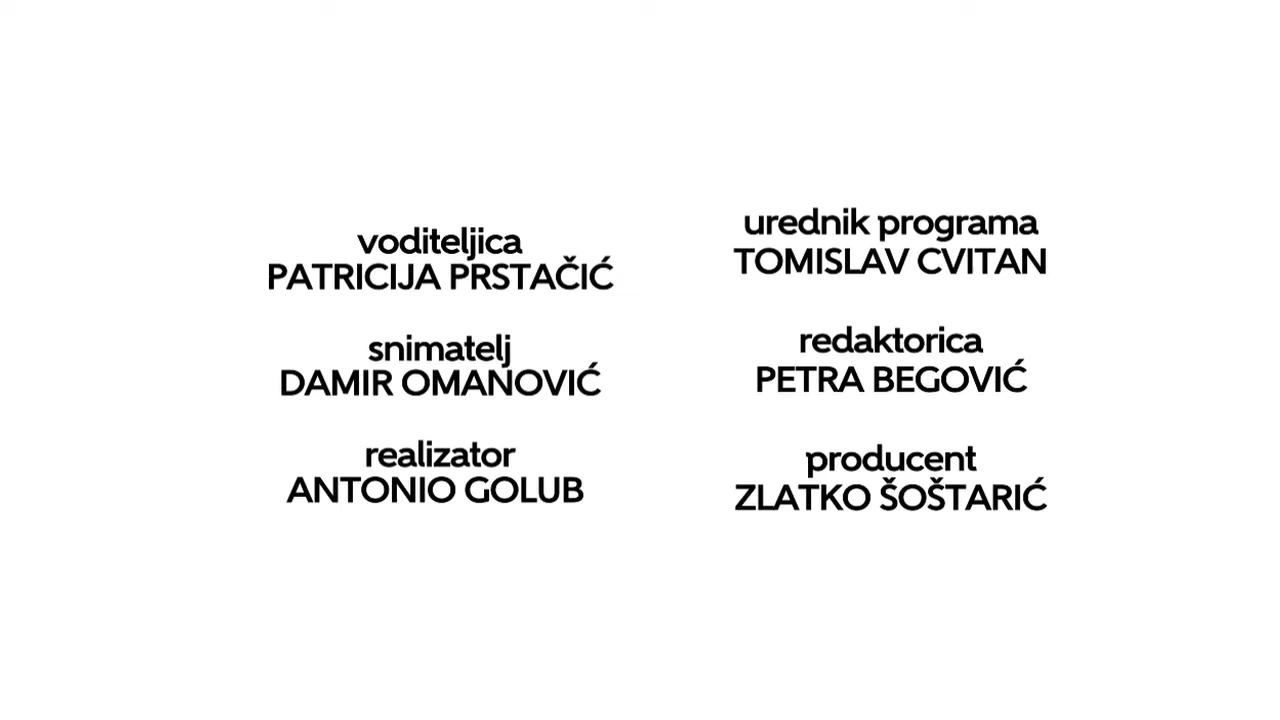 voditeljica
PATRICIJA PRSTAČIĆ
snimatelj
DAMIR OMANOVIĆ
realizator
ANTONIO GOLUB
urednik programa
TOMISLAV CVITAN
redaktorica
PETRA BEGOVIĆ
producent
ZLATKO ŠOŠTARIĆ